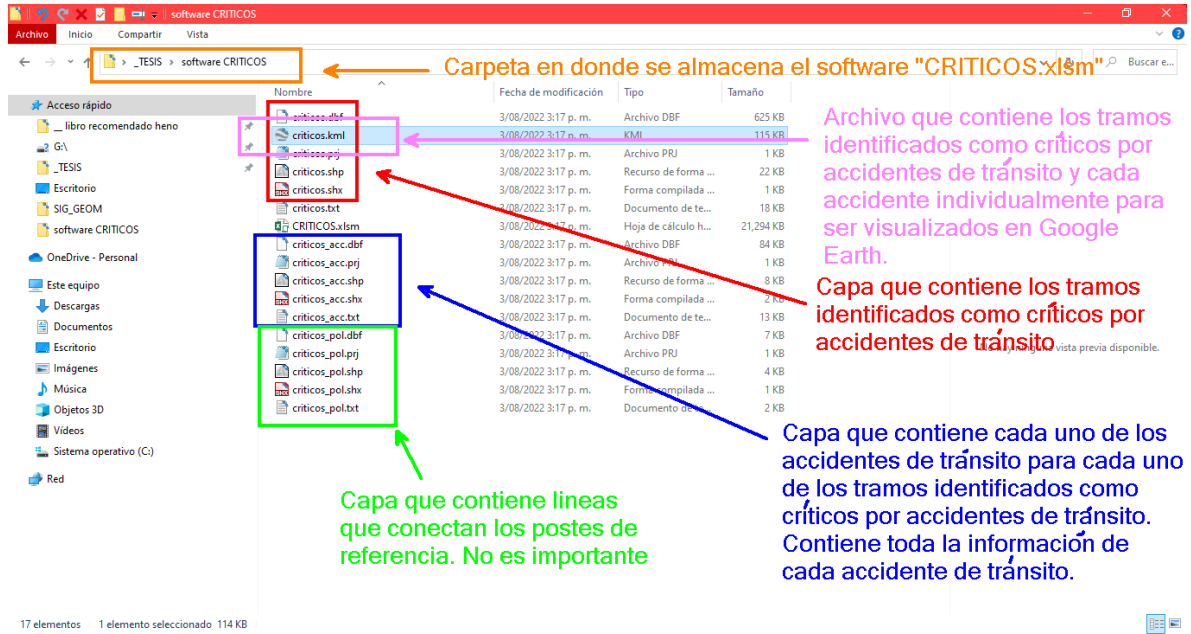 software CRITICOS
Archivo Inicio Compartir Vista
_TESIS > software CRITICOS
Buscar e...
Carpeta en donde se almacena el software "CRITICOS.xlsm"
Nombre Fecha de modificación Tipo Tamaño
Acceso rápido
__ libro recomendado heno
G:\
_TESIS
Escritorio
SIG_GEOM
software CRITICOS
OneDrive - Personal
Este equipo
Descargas
Documentos
Escritorio
Imágenes
Música
Objetos 3D
Vídeos
Sistema operativo (C:)
Red
criticos.dbf 3/08/2022 3:17 p. m. Archivo DBF 625 KB
criticos.kml 3/08/2022 3:17 p. m. KML 115 KB
criticos.prj 3/08/2022 3:17 p. m. Archivo PRJ 1 KB
criticos.shp 3/08/2022 3:17 p. m. Recurso de forma ... 22 KB
criticos.shx 3/08/2022 3:17 p. m. Forma compilada ... 1 KB
criticos.txt 3/08/2022 3:17 p. m. Documento de te... 18 KB
CRITICOS.xlsm 3/08/2022 3:17 p. m. Hoja de cálculo h... 21,294 KB
criticos_acc.dbf 3/08/2022 3:17 p. m. Archivo DBF 84 KB
criticos_acc.prj 3/08/2022 3:17 p. m. Archivo PRJ 1 KB
criticos_acc.shp 3/08/2022 3:17 p. m. Recurso de forma ... 8 KB
criticos_acc.shx 3/08/2022 3:17 p. m. Forma compilada ... 2 KB
criticos_acc.txt 3/08/2022 3:17 p. m. Documento de te... 13 KB
criticos_pol.dbf 3/08/2022 3:17 p. m. Archivo DBF 7 KB
criticos_pol.prj 3/08/2022 3:17 p. m. Archivo PRJ 1 KB
criticos_pol.shp 3/08/2022 3:17 p. m. Recurso de forma ... 4 KB
criticos_pol.shx 3/08/2022 3:17 p. m. Forma compilada ... 1 KB
criticos_pol.txt 3/08/2022 3:17 p. m. Documento de te... 2 KB
Archivo que contiene los tramos
identificados como críticos por
accidentes de tránsito y cada
accidente individualmente para
ser visualizados en Google
Earth.
Capa que contiene los tramos
identificados como críticos por
accidentes de tránsito
vista previa disponible.
Capa que contiene cada uno de los
accidentes de tránsito para cada uno
de los tramos identificados como
críticos por accidentes de tránsito.
Contiene toda la información de
cada accidente de tránsito.
Capa que contiene lineas
que conectan los postes de
referencia. No es importante
17 elementos 1 elemento seleccionado 114 KB